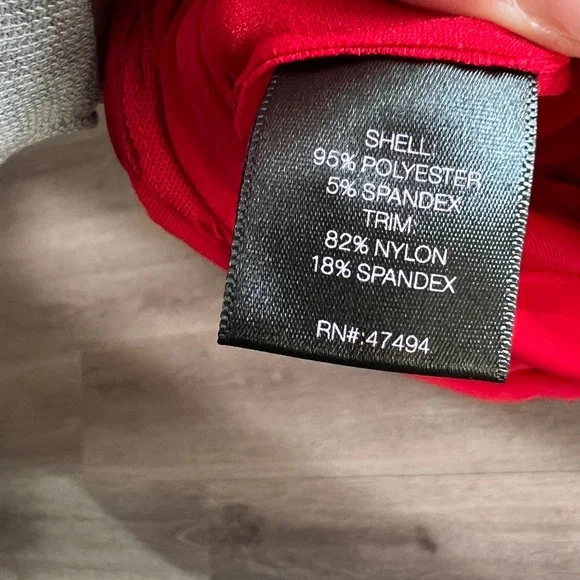 SHELL
95% POLYESTER
5% SPANDEX
TRIM
82% NYLON
18% SPANDEX
RN#:47494